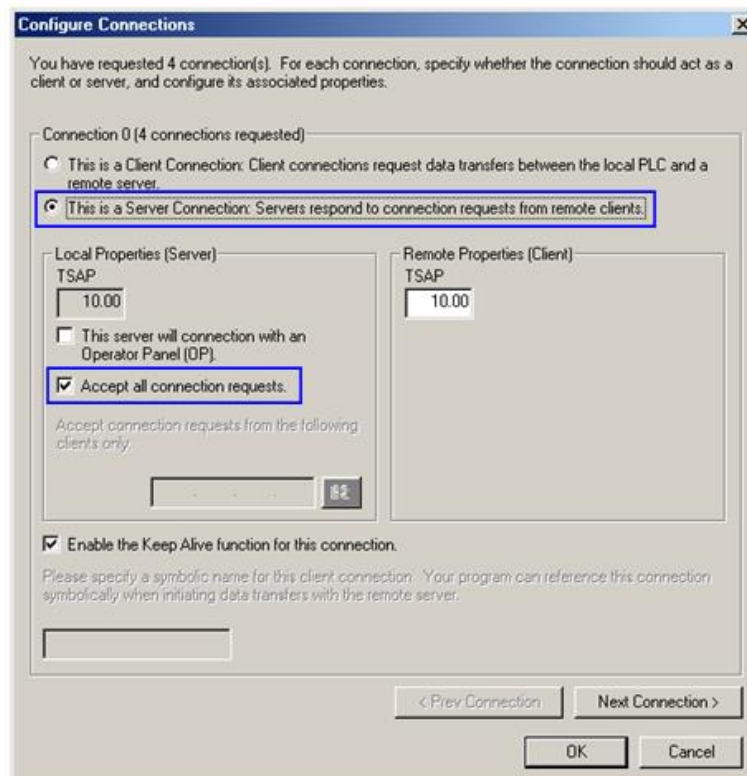 Configure Connections
You have requested 4 connection(s). For each connection, specify whether the connection should act as a
client or server, and configure its associated properties.
Connection 0 (4 connections requested)
This is a Client Connection: Client connections request data transfers between the local PLC and a
remote server.
This is a Server Connection: Servers respond to connection requests from remote clients.
Local Properties (Server)
TSAP
10.00
This server will connection with an
Operator Panel (OP).
Accept all connection requests.
Accept connection requests from the following
clients only:
Remote Properties (Client)
TSAP
10.00
Enable the Keep Alive function for this connection.
Please specify a symbolic name for this client connection. Your program can reference this connection
symbolically when initiating data transfers with the remote server.
< Prev Connection
Next Connection >
OK
Cancel